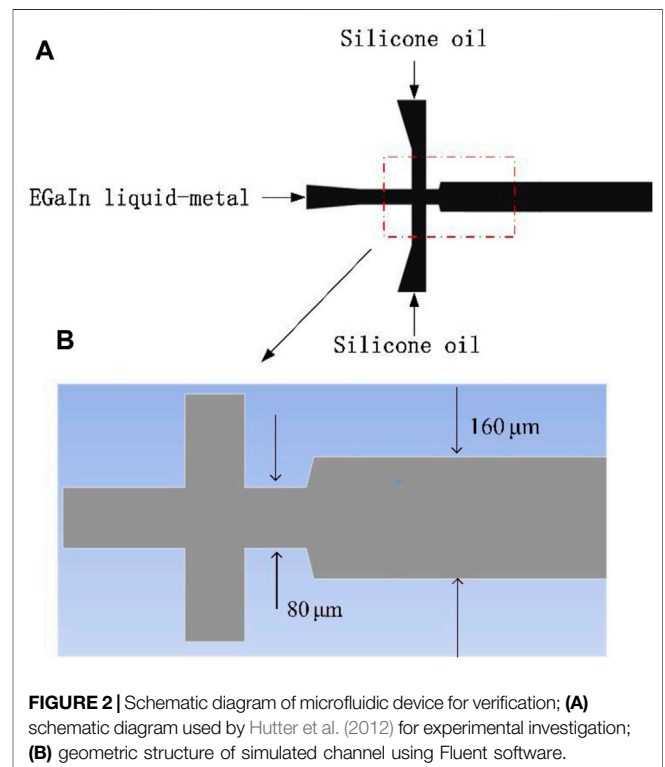 A
Silicone oil
EGaIn liquid-metal
Silicone oil
B
160 μm
80 μm
FIGURE 2 | Schematic diagram of microfluidic device for verification; (A)
schematic diagram used by Hutter et al. (2012) for experimental investigation;
(B) geometric structure of simulated channel using Fluent software.